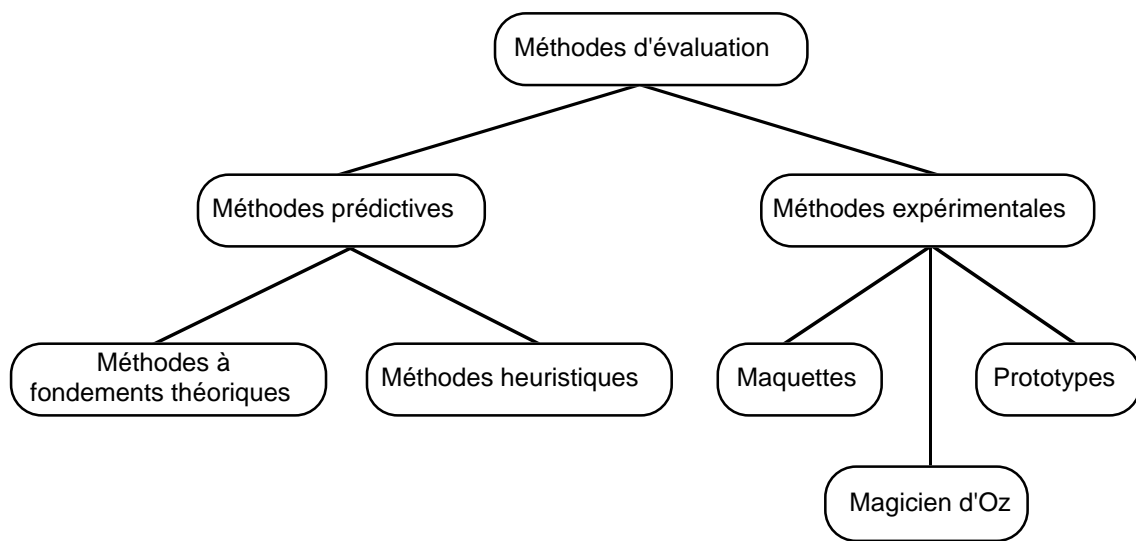 Méthodes d'évaluation
Méthodes prédictives
Méthodes expérimentales
Méthodes à
fondements théoriques
Méthodes heuristiques
Maquettes
Prototypes
Magicien d'Oz